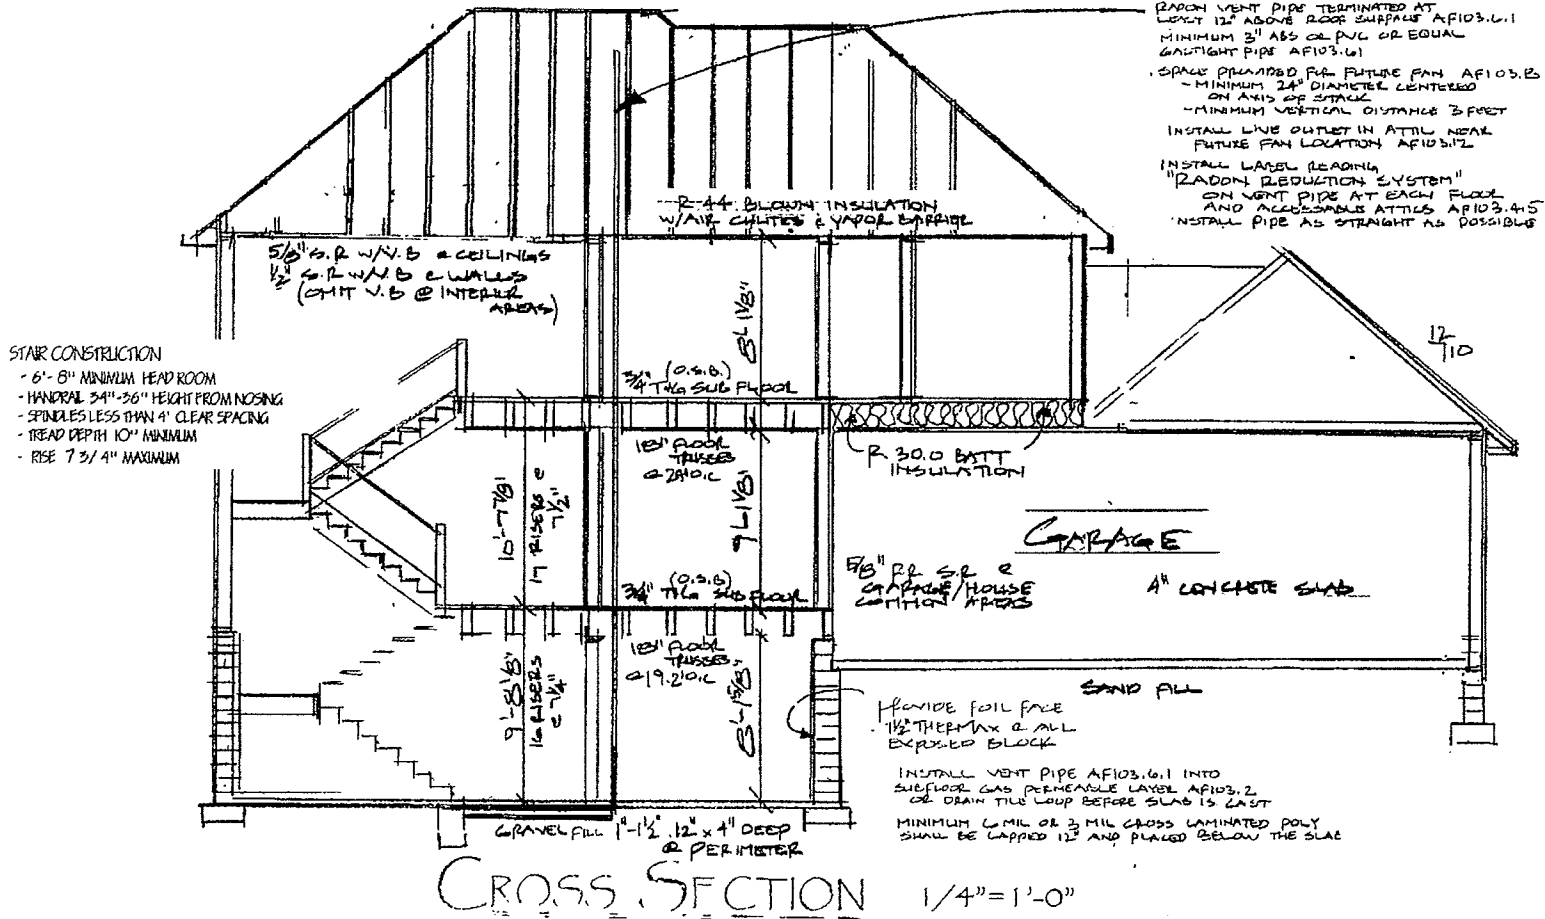 RADON VENT PIPE TERMINATED AT
LEAST 12" ABOVE ROOF SURFACE AF103.6.1
MINIMUM 3" ABS OR PVC OR EQUAL
GASTIGHT PIPE AF103.6.1
SPACE PROVIDED FOR FUTURE FAN AF103.B
- MINIMUM 24" DIAMETER CENTERED
ON AXIS OF STACK
- MINIMUM VERTICAL DISTANCE 3 FEET
INSTALL LIVE OUTLET IN ATTIC NEAR
FUTURE FAN LOCATION AF103.12
INSTALL LABEL READING
"RADON REDUCTION SYSTEM"
ON VENT PIPE AT EACH FLOOR
AND ACCESSABLE ATTICS AF103.4.5
INSTALL PIPE AS STRAIGHT AS POSSIBLE
R-44 BLOWN INSULATION
W/AIR CHUTES & VAPOR BARRIER
5/8" S.R W/V.B @ CEILINGS
1/2" S.R W/V.B @ WALLS
(OMIT V.B @ INTERIOR
AREAS)
8'-1 1/8"
12
10
STAIR CONSTRUCTION
- 6'-8" MINIMUM HEAD ROOM
- HANDRAIL 34"-36" HEIGHT FROM NOSING
- SPINDLES LESS THAN 4" CLEAR SPACING
- TREAD DEPTH 10" MINIMUM
- RISE 7 3/4" MAXIMUM
(O.S.B.)
3/4" T&G SUB FLOOR
18" FLOOR
TRUSSES
@ 24" O.C
R 30.0 BATT
INSULATION
10'-7 7/8"
17 RISERS @
7 1/2"
9'-1 1/8"
GARAGE
5/8" F.R. S.R @
GARAGE/HOUSE
COMMON AREAS
4" CONCRETE SLAB
(O.S.B)
3/4" T&G SUB FLOOR
18" FLOOR
TRUSSES
@ 19.2" O.C
9'-8 1/8"
16 RISERS
@ 7 1/4"
8'-1 5/8"
SAND FILL
PROVIDE FOIL FACE
1 1/2" THERMAX @ ALL
EXPOSED BLOCK
INSTALL VENT PIPE AF103.6.1 INTO
SUBFLOOR GAS PERMEABLE LAYER AF103.2
OR DRAIN TILE LOOP BEFORE SLAB IS CAST
MINIMUM 6 MIL OR 3 MIL CROSS LAMINATED POLY
SHALL BE LAPPED 12" AND PLACED BELOW THE SLAB
GRAVEL FILL 1"-1 1/2" 12" x 4" DEEP
@ PERIMETER
CROSS SECTION 1/4"=1'-0"